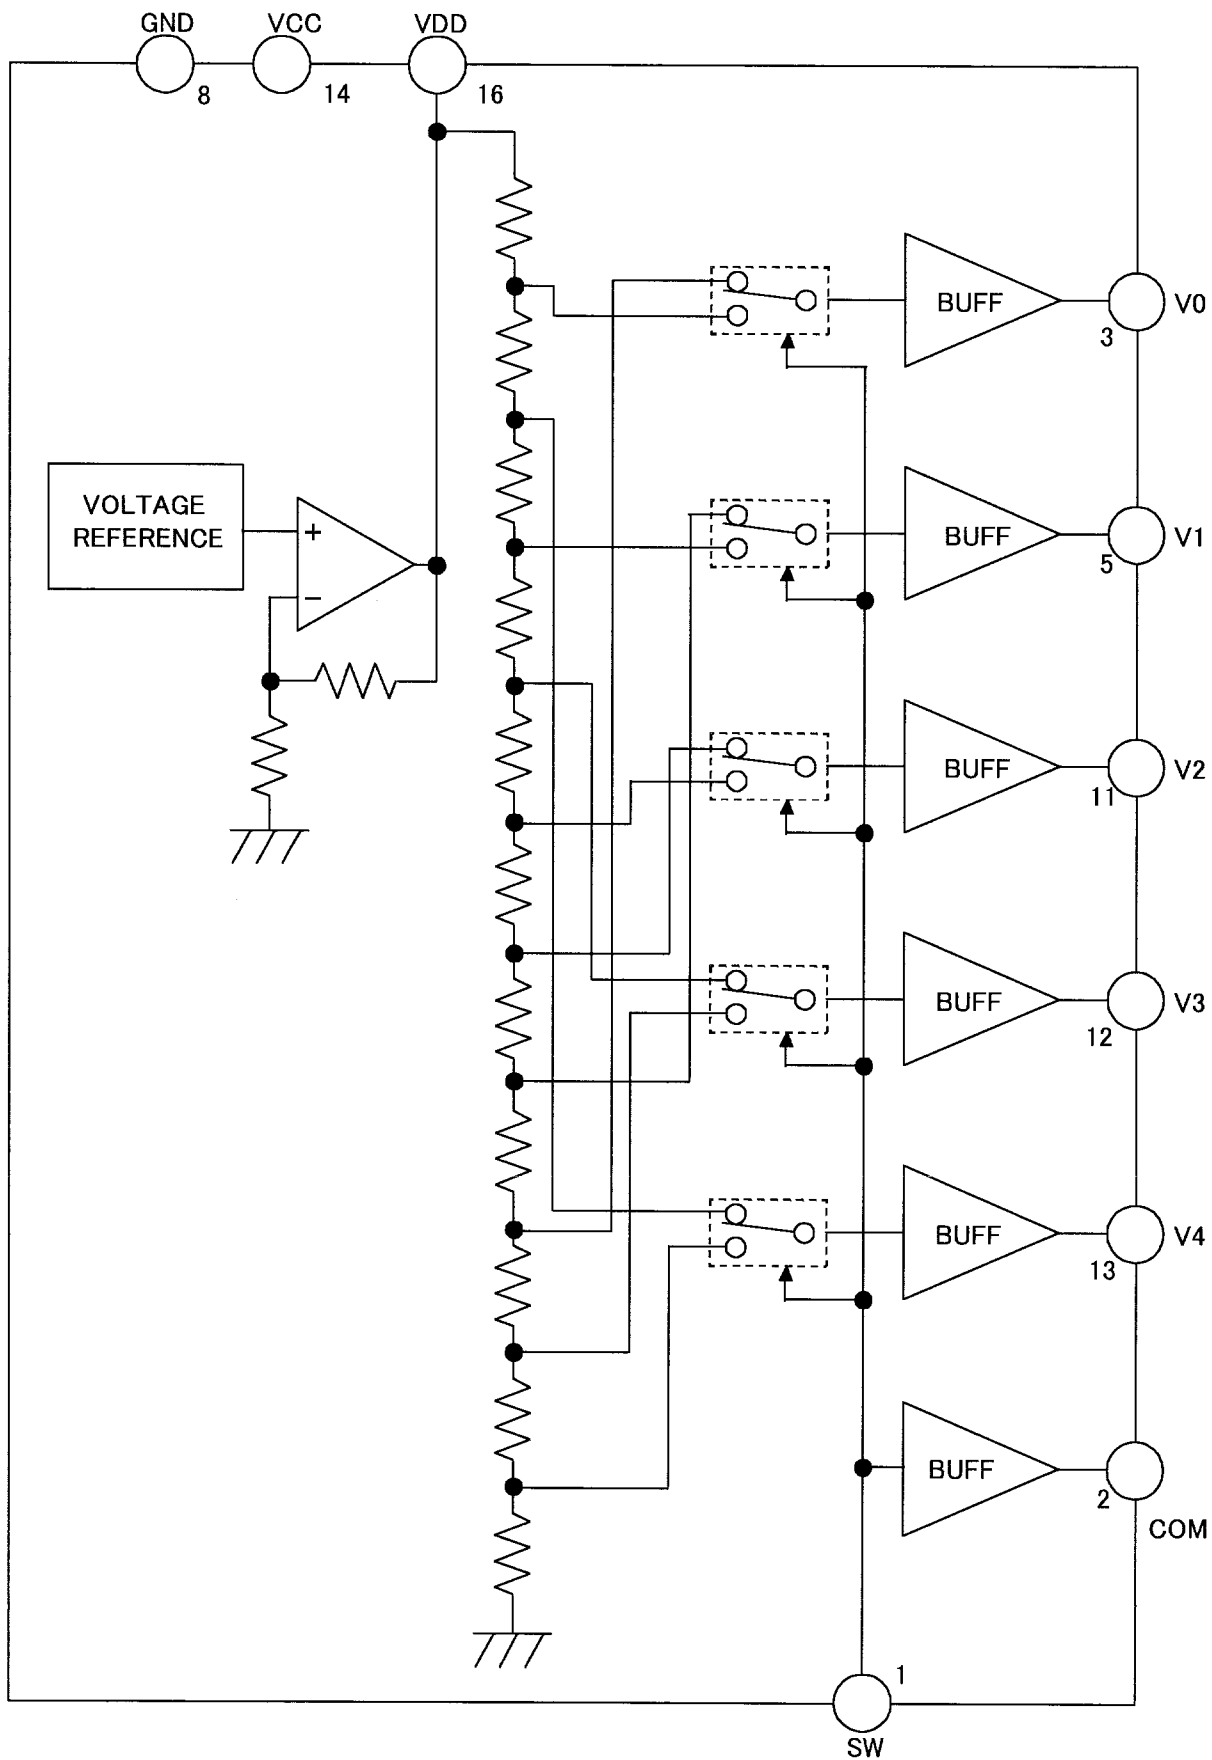 GND
VCC
VDD
8
14
16
BUFF
V0
3
VOLTAGE
REFERENCE
+
−
BUFF
V1
5
BUFF
V2
11
BUFF
V3
12
BUFF
V4
13
BUFF
2
COM
1
SW